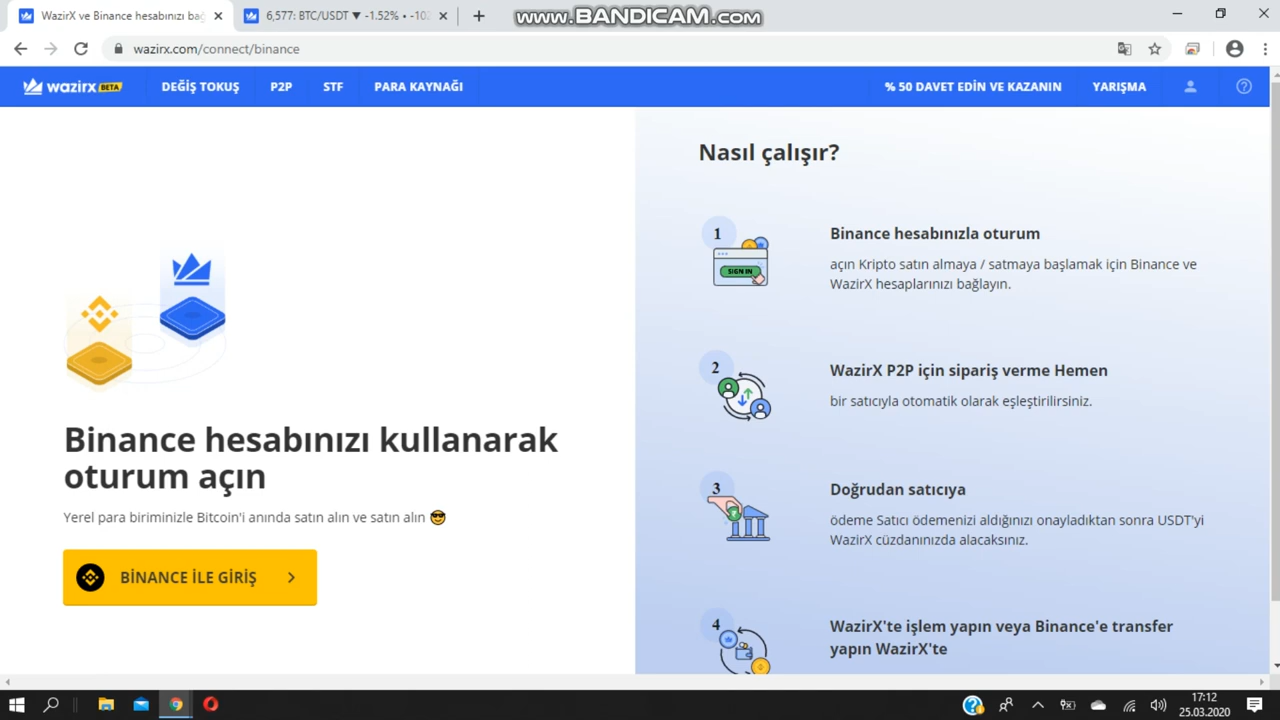 WazirX ve Binance hesabınızı bağ
6,577: BTC/USDT ▼ -1.52% • -102
www.BANDICAM.com
wazirx.com/connect/binance
wazirx BETA
DEĞİŞ TOKUŞ
P2P
STF
PARA KAYNAĞI
% 50 DAVET EDİN VE KAZANIN
YARIŞMA
Binance hesabınızı kullanarak
oturum açın
Yerel para biriminizle Bitcoin'i anında satın alın ve satın alın 😎
BİNANCE İLE GİRİŞ
Nasıl çalışır?
1
SIGN IN
Binance hesabınızla oturum
açın Kripto satın almaya / satmaya başlamak için Binance ve
WazirX hesaplarınızı bağlayın.
2
WazirX P2P için sipariş verme Hemen
bir satıcıyla otomatik olarak eşleştirilirsiniz.
3
Doğrudan satıcıya
ödeme Satıcı ödemenizi aldığınızı onayladıktan sonra USDT'yi
WazirX cüzdanınızda alacaksınız.
4
WazirX'te işlem yapın veya Binance'e transfer
yapın WazirX'te
17:12
25.03.2020